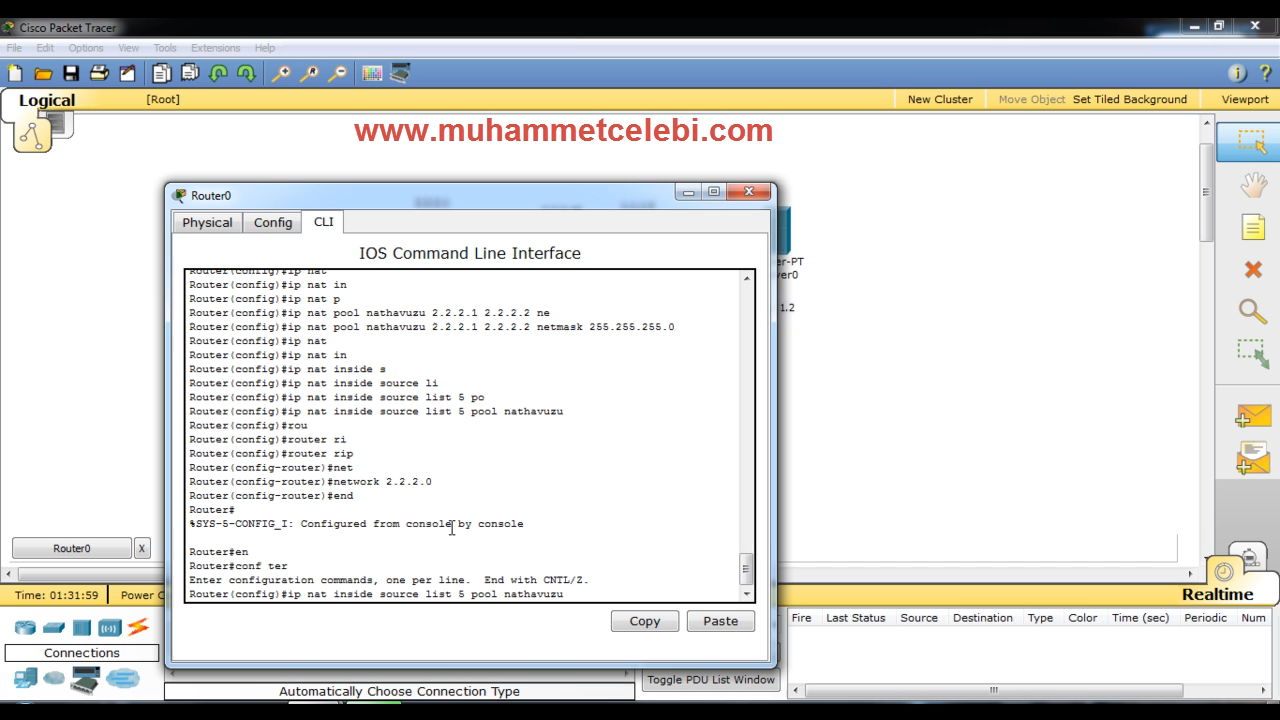 Cisco Packet Tracer
File Edit Options View Tools Extensions Help
Logical [Root] New Cluster Move Object Set Tiled Background Viewport
www.muhammetcelebi.com
Router0
Physical Config CLI
IOS Command Line Interface
Router(config)#ip nat
Router(config)#ip nat in
Router(config)#ip nat p
Router(config)#ip nat pool nathavuzu 2.2.2.1 2.2.2.2 ne
Router(config)#ip nat pool nathavuzu 2.2.2.1 2.2.2.2 netmask 255.255.255.0
Router(config)#ip nat
Router(config)#ip nat in
Router(config)#ip nat inside s
Router(config)#ip nat inside source li
Router(config)#ip nat inside source list 5 po
Router(config)#ip nat inside source list 5 pool nathavuzu
Router(config)#rou
Router(config)#router ri
Router(config)#router rip
Router(config-router)#net
Router(config-router)#network 2.2.2.0
Router(config-router)#end
Router#
%SYS-5-CONFIG_I: Configured from console by console
Router#en
Router#conf ter
Enter configuration commands, one per line. End with CNTL/Z.
Router(config)#ip nat inside source list 5 pool nathavuzu
Copy Paste
er-PT
er0
1.2
Router0 X
Time: 01:31:59 Power C
Realtime
Connections
Automatically Choose Connection Type
Toggle PDU List Window
Fire Last Status Source Destination Type Color Time (sec) Periodic Num